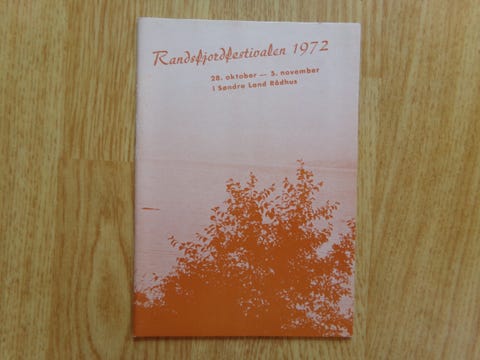 Randsfjordfestivalen 1972
28. oktober — 5. november
i Søndre Land Rådhus